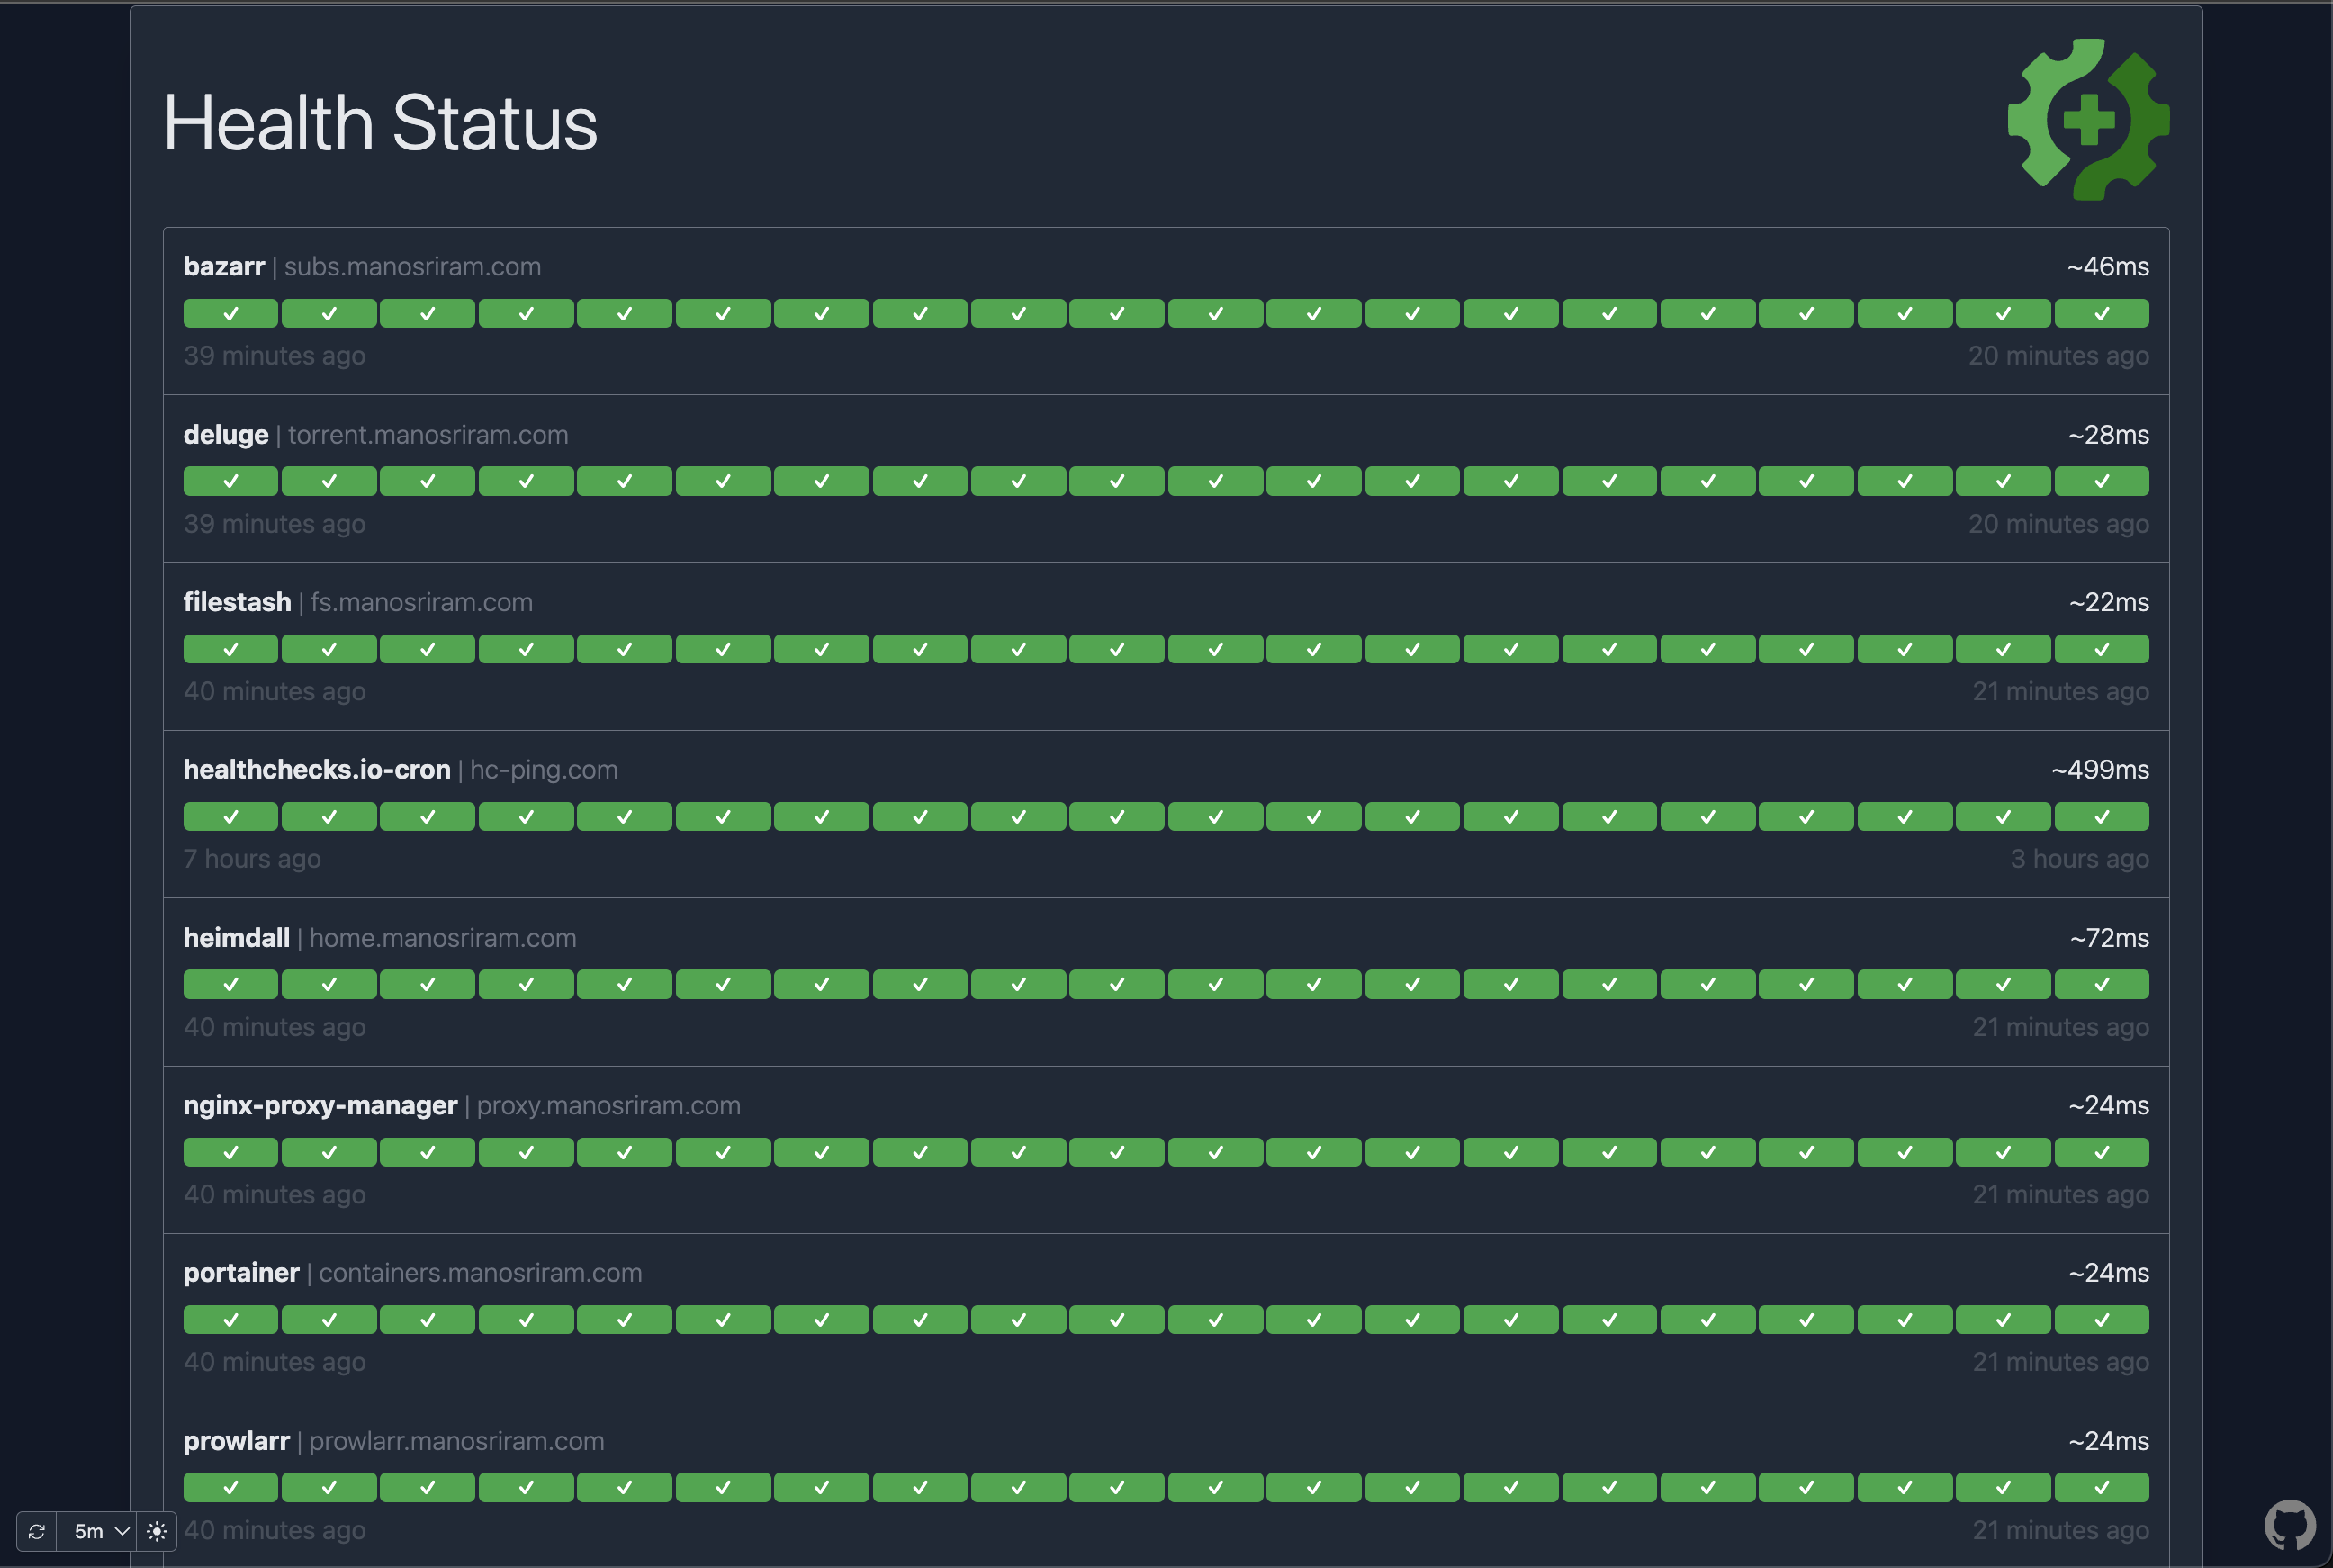 Health Status
bazarr | subs.manosriram.com ~46ms
39 minutes ago 20 minutes ago
deluge | torrent.manosriram.com ~28ms
39 minutes ago 20 minutes ago
filestash | fs.manosriram.com ~22ms
40 minutes ago 21 minutes ago
healthchecks.io-cron | hc-ping.com ~499ms
7 hours ago 3 hours ago
heimdall | home.manosriram.com ~72ms
40 minutes ago 21 minutes ago
nginx-proxy-manager | proxy.manosriram.com ~24ms
40 minutes ago 21 minutes ago
portainer | containers.manosriram.com ~24ms
40 minutes ago 21 minutes ago
prowlarr | prowlarr.manosriram.com ~24ms
5m 40 minutes ago 21 minutes ago